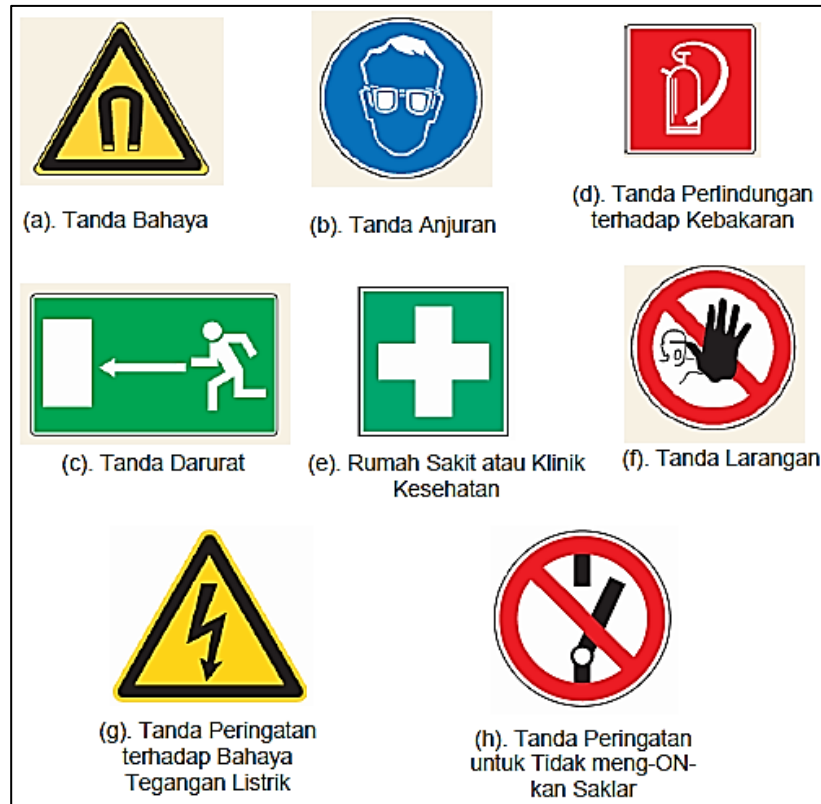 (a). Tanda Bahaya
(b). Tanda Anjuran
(d). Tanda Perlindungan
terhadap Kebakaran
(c). Tanda Darurat
(e). Rumah Sakit atau Klinik
Kesehatan
(f). Tanda Larangan
(g). Tanda Peringatan
terhadap Bahaya
Tegangan Listrik
(h). Tanda Peringatan
untuk Tidak meng-ON-
kan Saklar